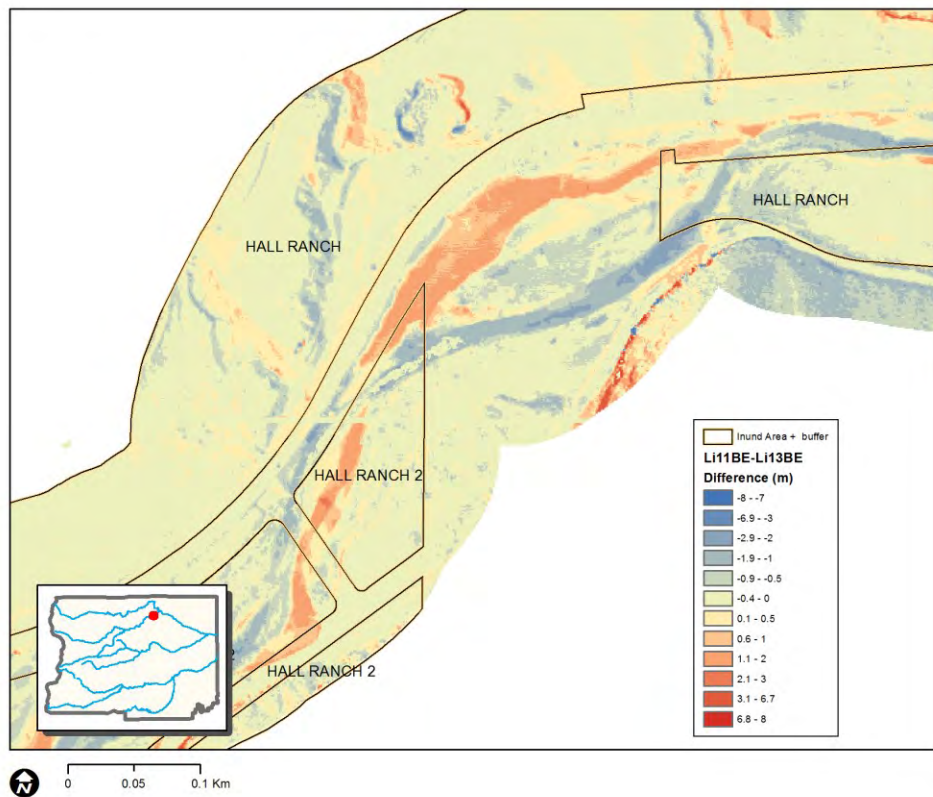 HALL RANCH
HALL RANCH
HALL RANCH 2
HALL RANCH 2
2
Inund Area + buffer
Li11BE-Li13BE
Difference (m)
-8 - -7
-6.9 - -3
-2.9 - -2
-1.9 - -1
-0.9 - -0.5
-0.4 - 0
0.1 - 0.5
0.6 - 1
1.1 - 2
2.1 - 3
3.1 - 6.7
6.8 - 8
N
0 0.05 0.1 Km